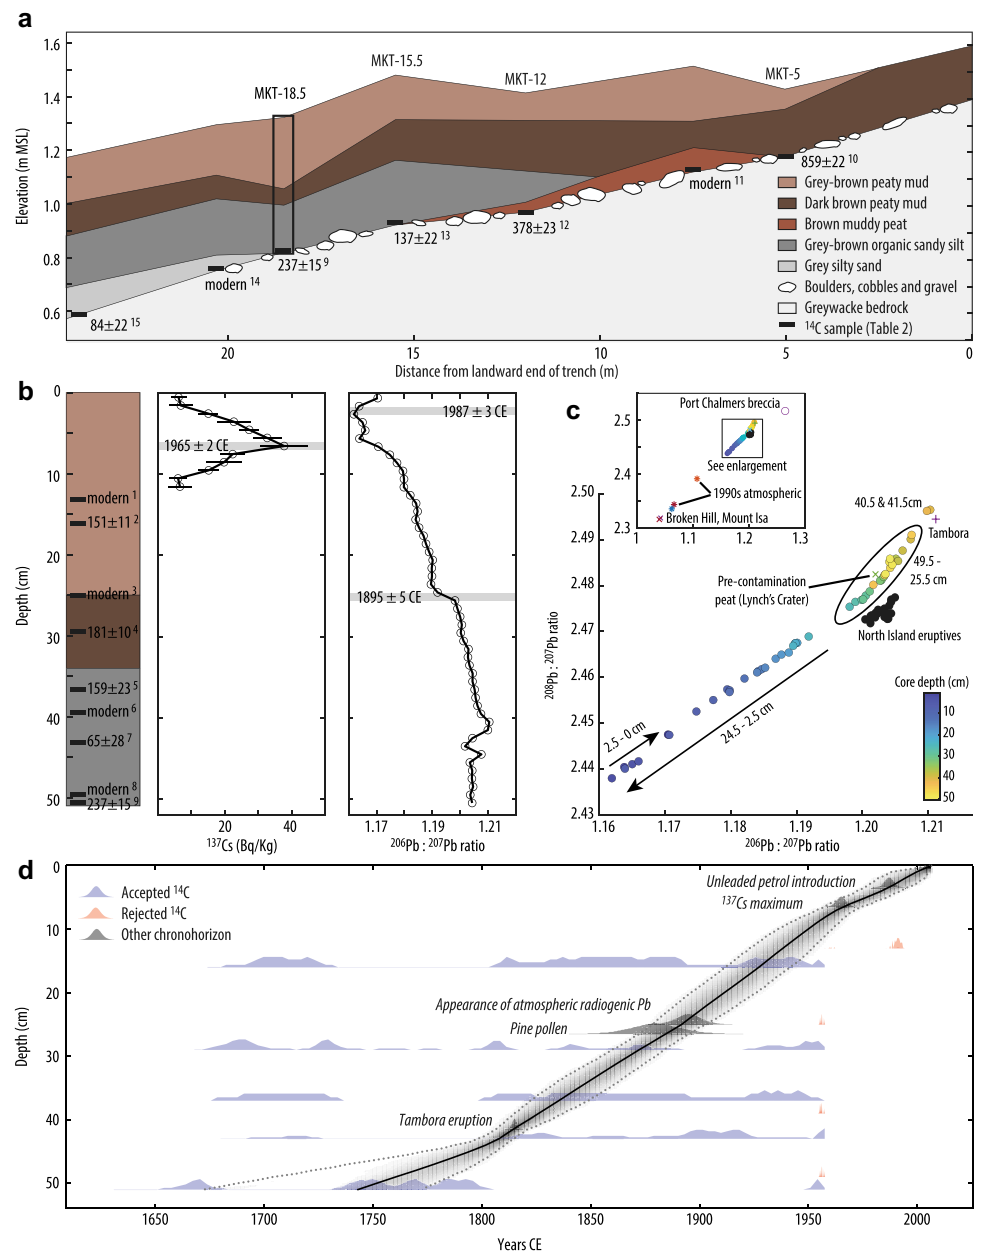 a
Elevation (m MSL)
1.6
1.4
1.2
1.0
0.8
0.6
MKT-18.5
MKT-15.5
MKT-12
MKT-5
859±22 10
modern 11
378±23 12
137±22 13
237±15 9
modern 14
84±22 15
Grey-brown peaty mud
Dark brown peaty mud
Brown muddy peat
Grey-brown organic sandy silt
Grey silty sand
Boulders, cobbles and gravel
Greywacke bedrock
14C sample (Table 2)
20 15 10 5 0
Distance from landward end of trench (m)
b
Depth (cm)
0
10
20
30
40
50
modern 1
151±11 2
modern 3
181±10 4
159±23 5
modern 6
65±28 7
modern 8
237±15 9
1965 ± 2 CE
20 40
137Cs (Bq/Kg)
1987 ± 3 CE
1895 ± 5 CE
1.17 1.19 1.21
206Pb : 207Pb ratio
c
Port Chalmers breccia
2.5
2.4
2.3
See enlargement
1990s atmospheric
Broken Hill, Mount Isa
1 1.1 1.2 1.3
208Pb : 207Pb ratio
2.50
2.49
2.48
2.47
2.46
2.45
2.44
2.43
40.5 & 41.5cm
Tambora
49.5 -
25.5 cm
Pre-contamination
peat (Lynch's Crater)
North Island eruptives
2.5 - 0 cm
24.5 - 2.5 cm
Core depth (cm)
10
20
30
40
50
1.16 1.17 1.18 1.19 1.20 1.21
206Pb : 207Pb ratio
d
Depth (cm)
0
10
20
30
40
50
Accepted 14C
Rejected 14C
Other chronohorizon
Unleaded petrol introduction
137Cs maximum
Appearance of atmospheric radiogenic Pb
Pine pollen
Tambora eruption
1650 1700 1750 1800 1850 1900 1950 2000
Years CE